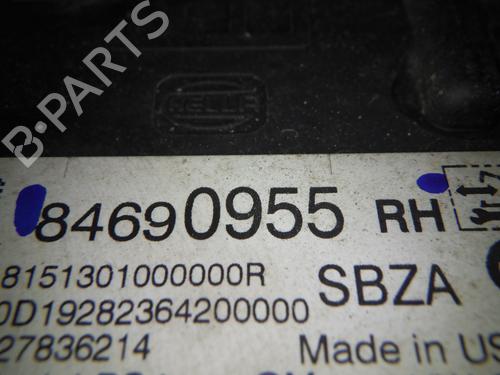 HELLA
B-PARTS
84690955 RH
8151301000000R
0D19282364200000
SBZA
27836214
Made in US